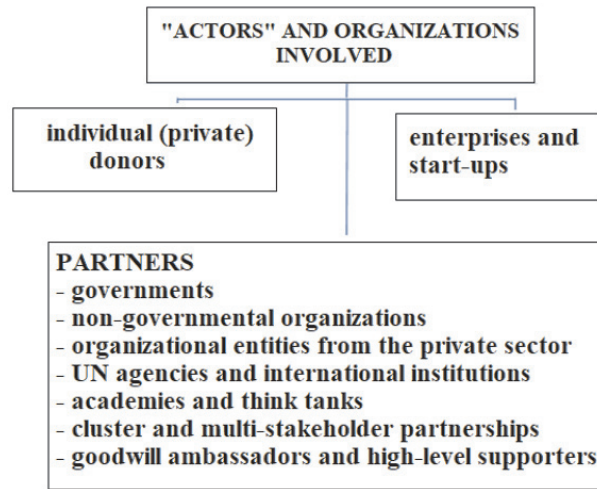 "ACTORS" AND ORGANIZATIONS
INVOLVED
individual (private)
donors
enterprises and
start-ups
PARTNERS
- governments
- non-governmental organizations
- organizational entities from the private sector
- UN agencies and international institutions
- academies and think tanks
- cluster and multi-stakeholder partnerships
- goodwill ambassadors and high-level supporters